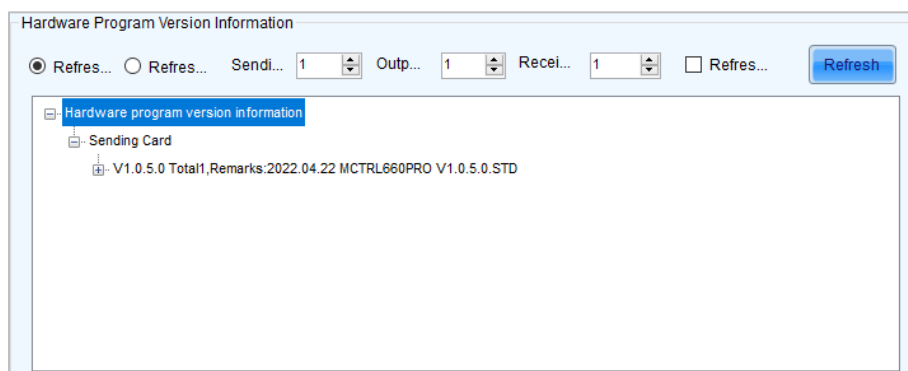 Hardware Program Version Information
Refres... Refres... Sendi... 1 Outp... 1 Recei... 1 Refres... Refresh
Hardware program version information
Sending Card
V1.0.5.0 Total1,Remarks:2022.04.22 MCTRL660PRO V1.0.5.0.STD